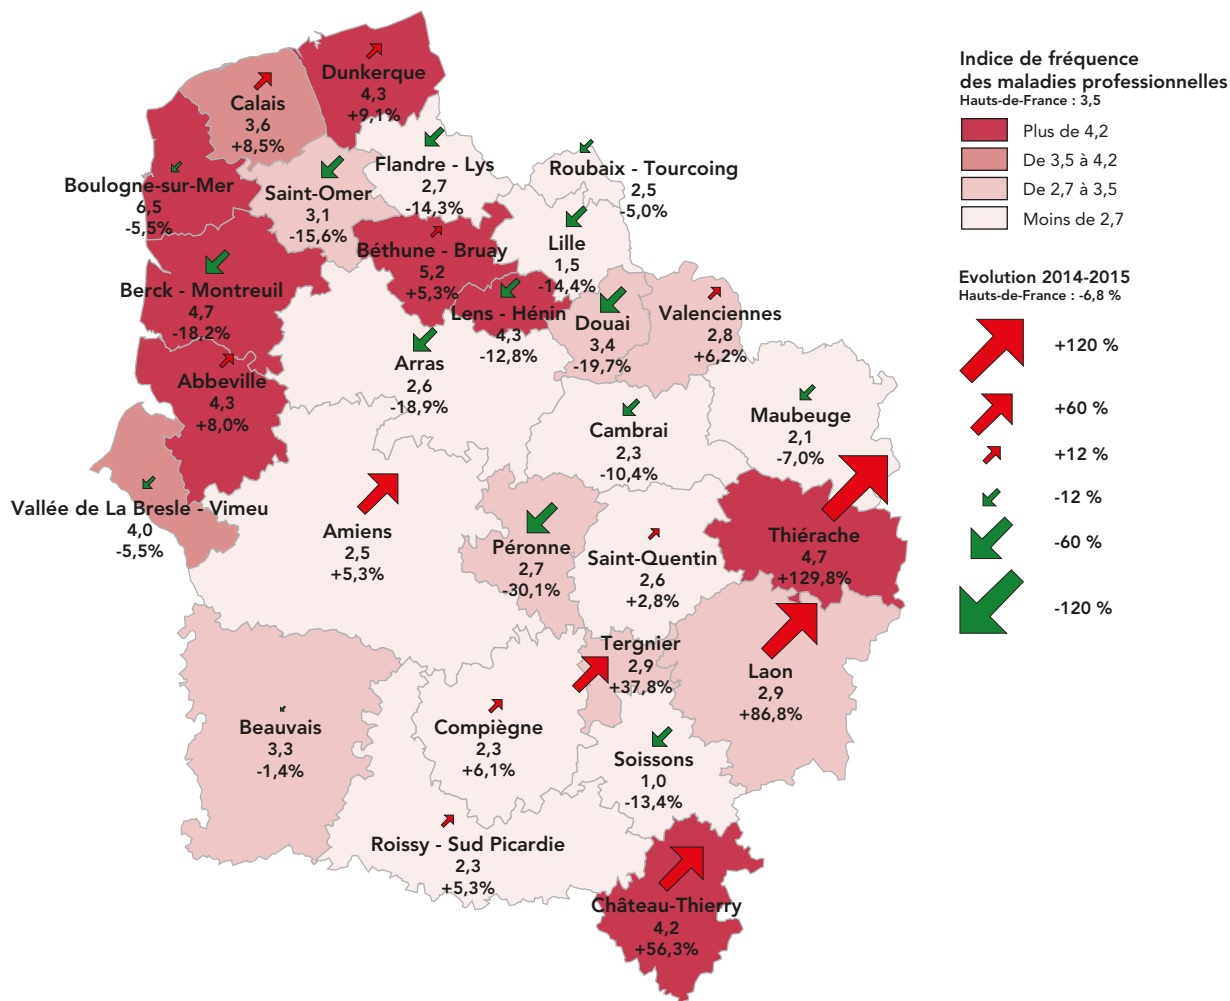 Dunkerque
4,3
+9,1%
Calais
3,6
+8,5%
Flandre - Lys
2,7
-14,3%
Roubaix - Tourcoing
2,5
-5,0%
Boulogne-sur-Mer
6,5
-5,5%
Saint-Omer
3,1
-15,6%
Lille
1,5
-14,4%
Béthune - Bruay
5,2
+5,3%
Berck - Montreuil
4,7
-18,2%
Lens - Hénin
4,3
-12,8%
Douai
3,4
-19,7%
Valenciennes
2,8
+6,2%
Arras
2,6
-18,9%
Abbeville
4,3
+8,0%
Maubeuge
2,1
-7,0%
Cambrai
2,3
-10,4%
Vallée de La Bresle - Vimeu
4,0
-5,5%
Amiens
2,5
+5,3%
Péronne
2,7
-30,1%
Saint-Quentin
2,6
+2,8%
Thiérache
4,7
+129,8%
Tergnier
2,9
+37,8%
Laon
2,9
+86,8%
Beauvais
3,3
-1,4%
Compiègne
2,3
+6,1%
Soissons
1,0
-13,4%
Roissy - Sud Picardie
2,3
+5,3%
Château-Thierry
4,2
+56,3%
Indice de fréquence
des maladies professionnelles
Hauts-de-France : 3,5
Plus de 4,2
De 3,5 à 4,2
De 2,7 à 3,5
Moins de 2,7
Evolution 2014-2015
Hauts-de-France : -6,8 %
+120 %
+60 %
+12 %
-12 %
-60 %
-120 %